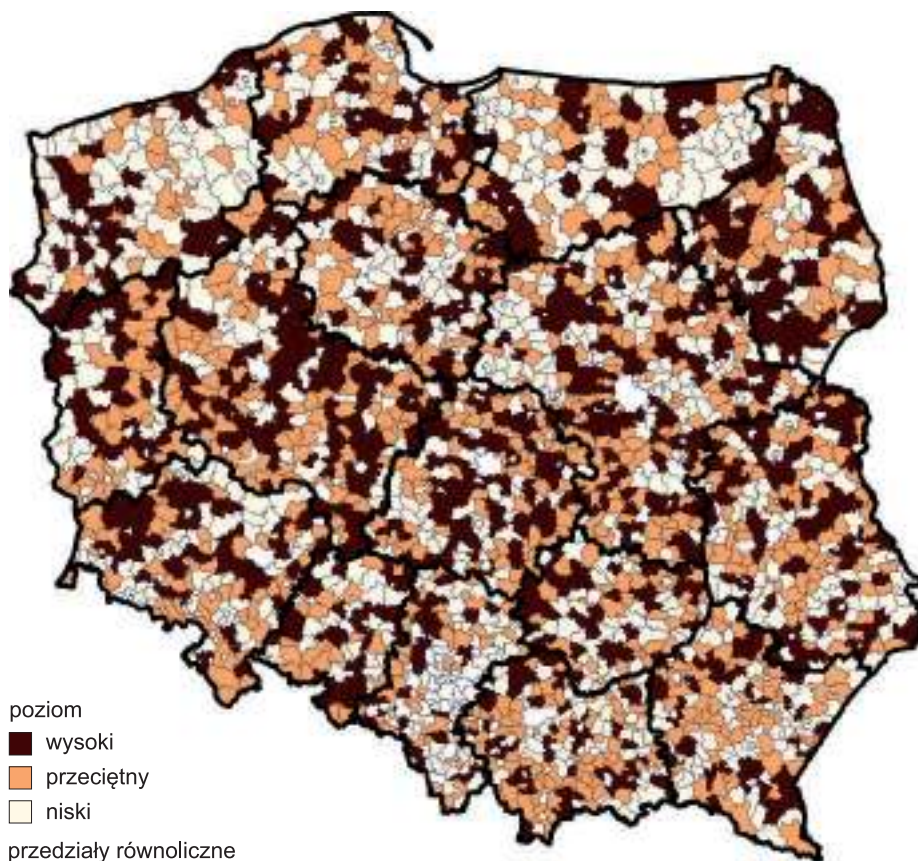 poziom
wysoki
przeciętny
niski
przedziały równoliczne